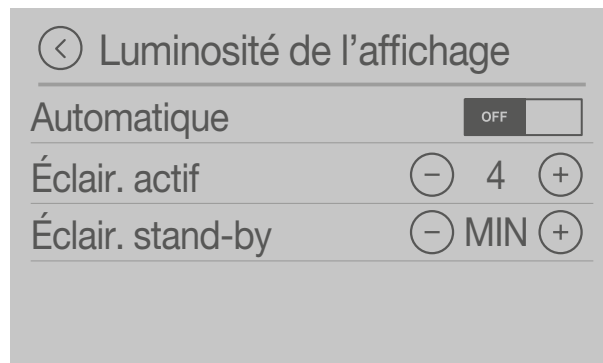 Luminosité de l’affichage
Automatique OFF
Éclair. actif − 4 +
Éclair. stand-by − MIN +